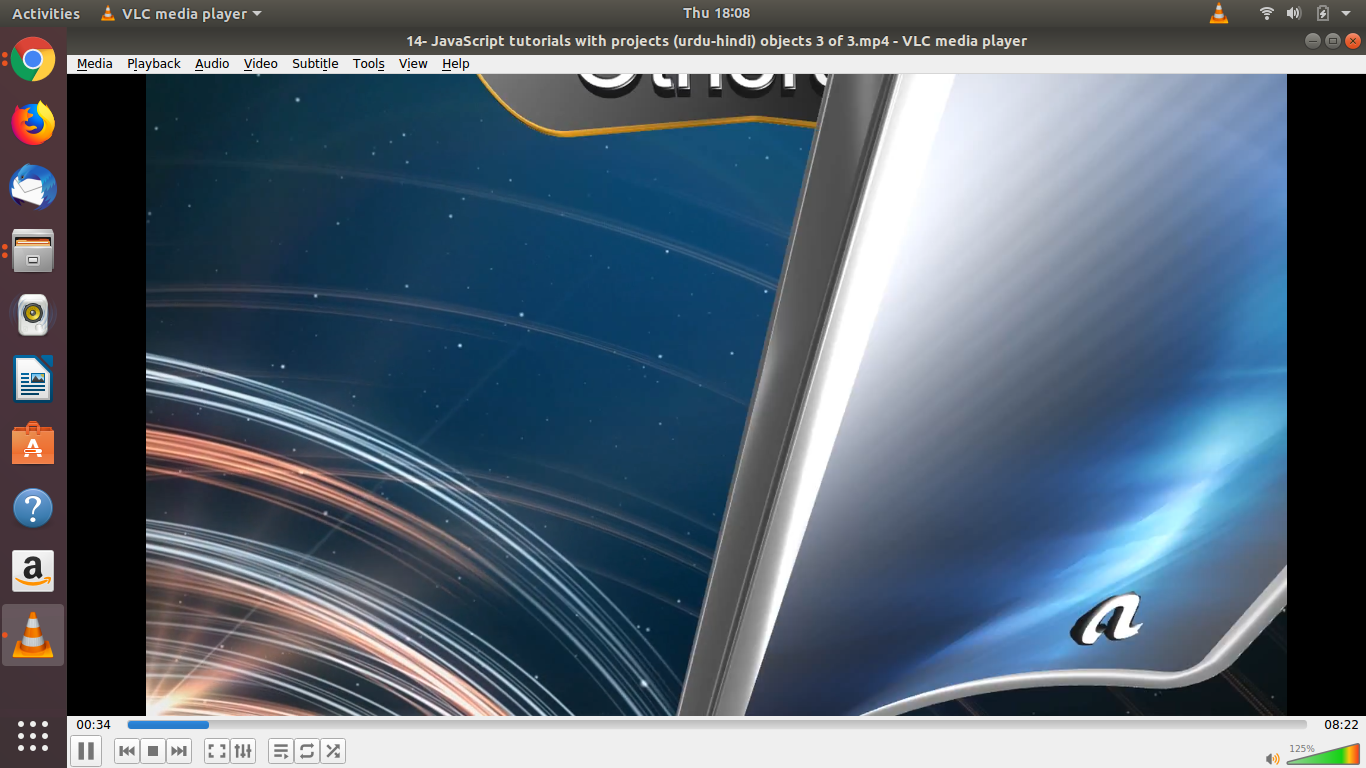 Activities VLC media player Thu 18:08
14- JavaScript tutorials with projects (urdu-hindi) objects 3 of 3.mp4 - VLC media player
Media Playback Audio Video Subtitle Tools View Help
a
00:34 08:22
125%